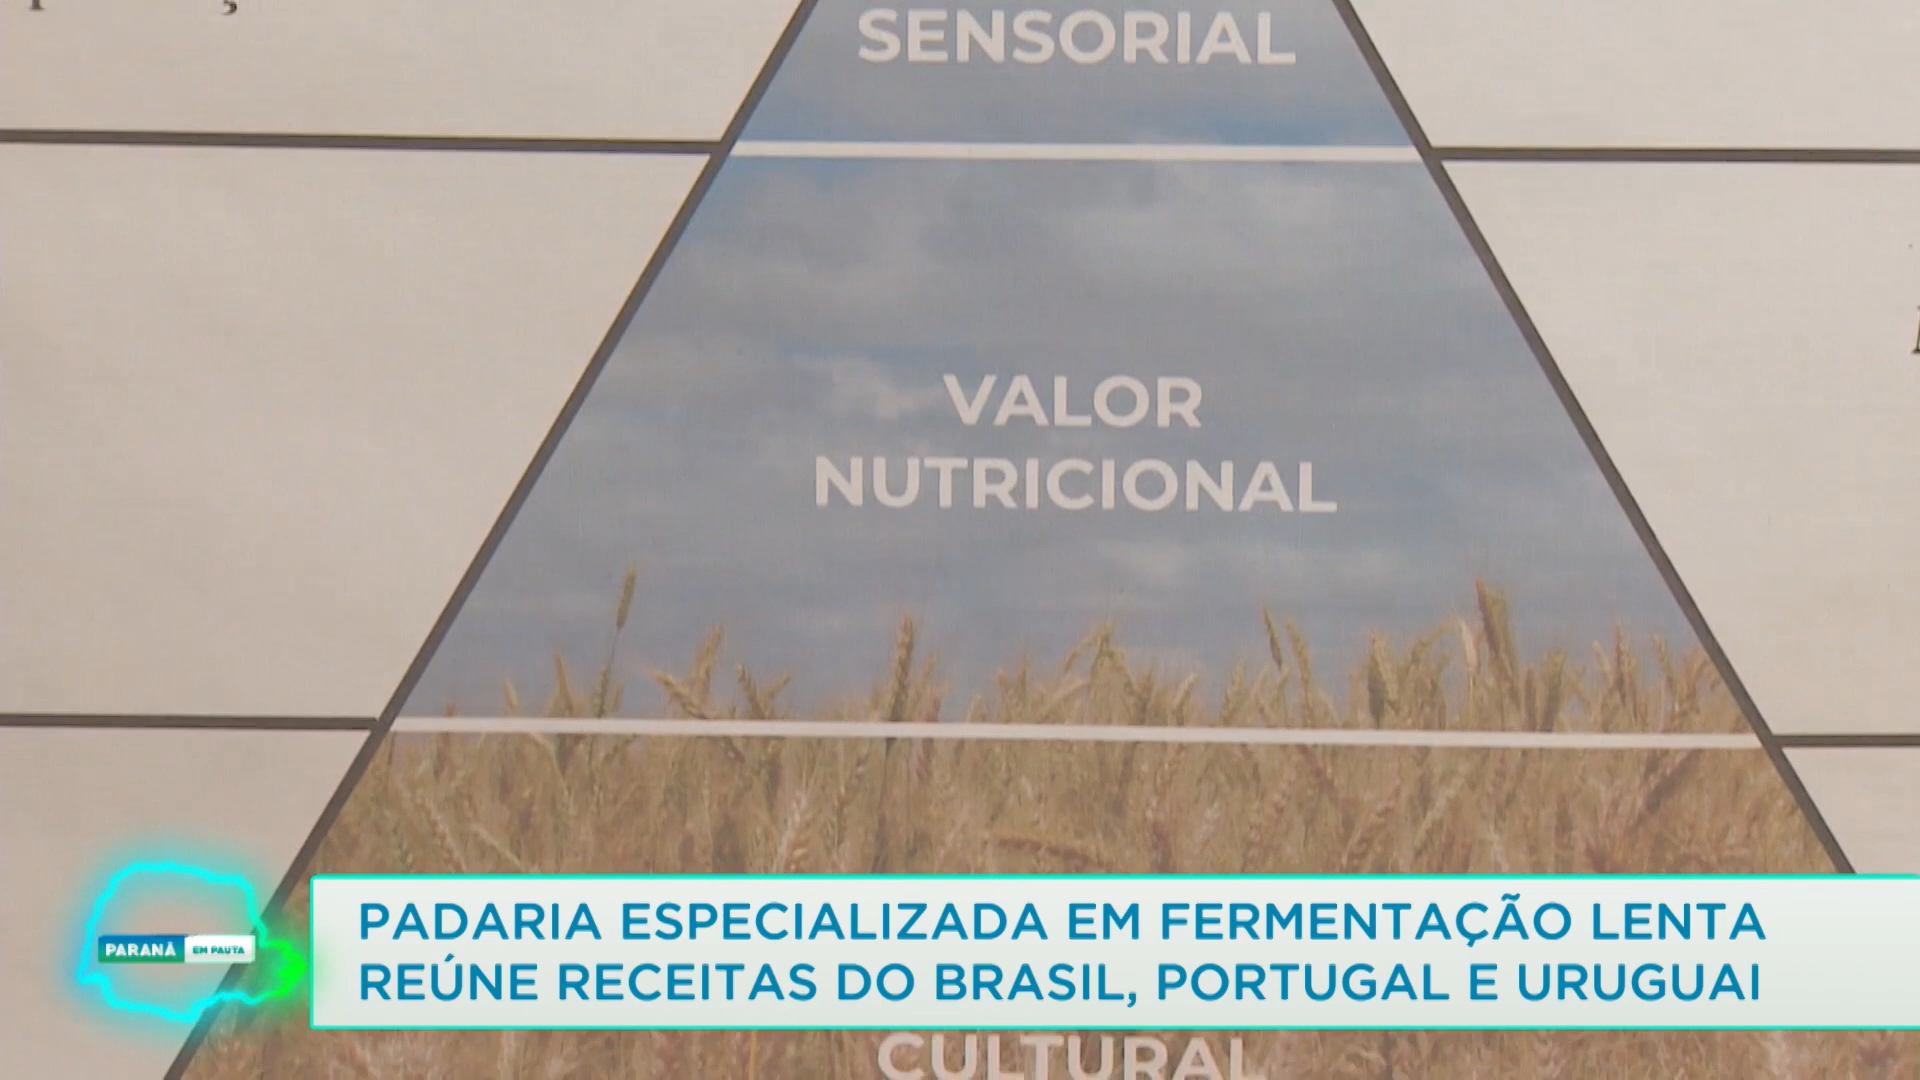 SENSORIAL
VALOR
NUTRICIONAL
PARANÁ EM PAUTA
PADARIA ESPECIALIZADA EM FERMENTAÇÃO LENTA
REÚNE RECEITAS DO BRASIL, PORTUGAL E URUGUAI
CULTURAL